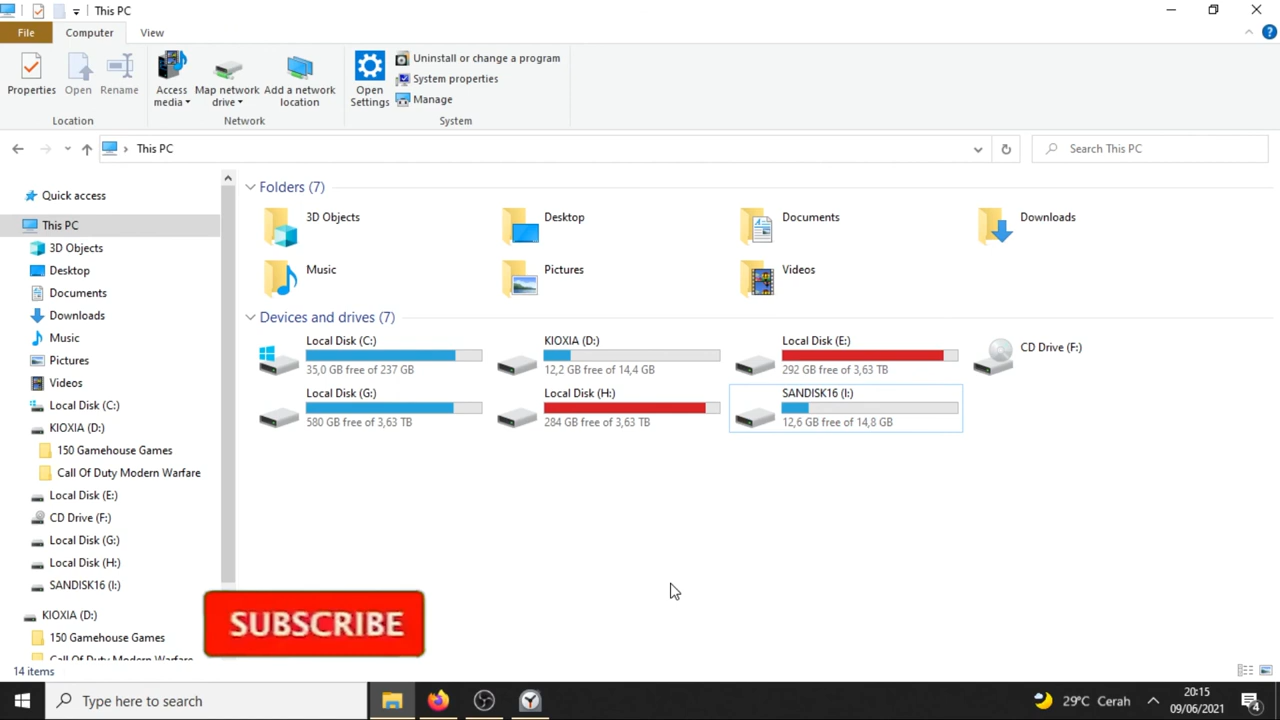 This PC
File
Computer
View
Properties
Open
Rename
Access media
Map network drive
Add a network location
Open Settings
Uninstall or change a program
System properties
Manage
Location
Network
System
This PC
Search This PC
Quick access
This PC
3D Objects
Desktop
Documents
Downloads
Music
Pictures
Videos
Local Disk (C:)
KIOXIA (D:)
150 Gamehouse Games
Call Of Duty Modern Warfare
Local Disk (E:)
CD Drive (F:)
Local Disk (G:)
Local Disk (H:)
SANDISK16 (I:)
KIOXIA (D:)
150 Gamehouse Games
Call Of Duty Modern Warfare
Folders (7)
3D Objects
Desktop
Documents
Downloads
Music
Pictures
Videos
Devices and drives (7)
Local Disk (C:)
35,0 GB free of 237 GB
KIOXIA (D:)
12,2 GB free of 14,4 GB
Local Disk (E:)
292 GB free of 3,63 TB
CD Drive (F:)
Local Disk (G:)
580 GB free of 3,63 TB
Local Disk (H:)
284 GB free of 3,63 TB
SANDISK16 (I:)
12,6 GB free of 14,8 GB
SUBSCRIBE
14 items
Type here to search
29°C Cerah
20:15
09/06/2021
4